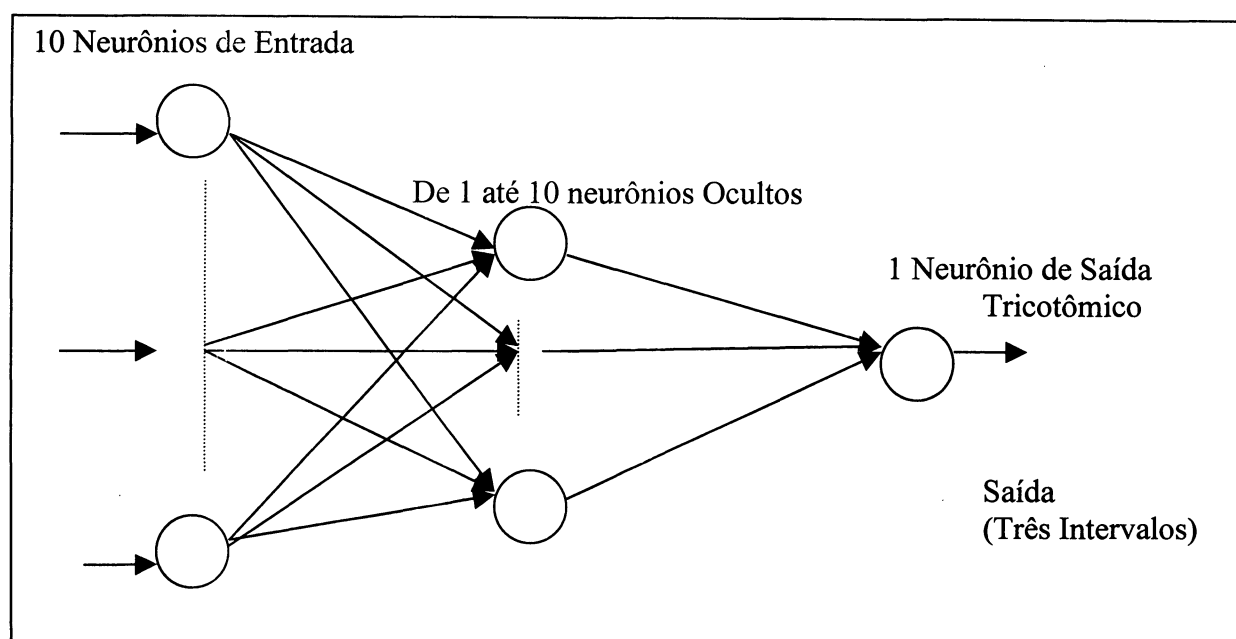 10 Neurônios de Entrada
De 1 até 10 neurônios Ocultos
1 Neurônio de Saída
Tricotômico
Saída
(Três Intervalos)